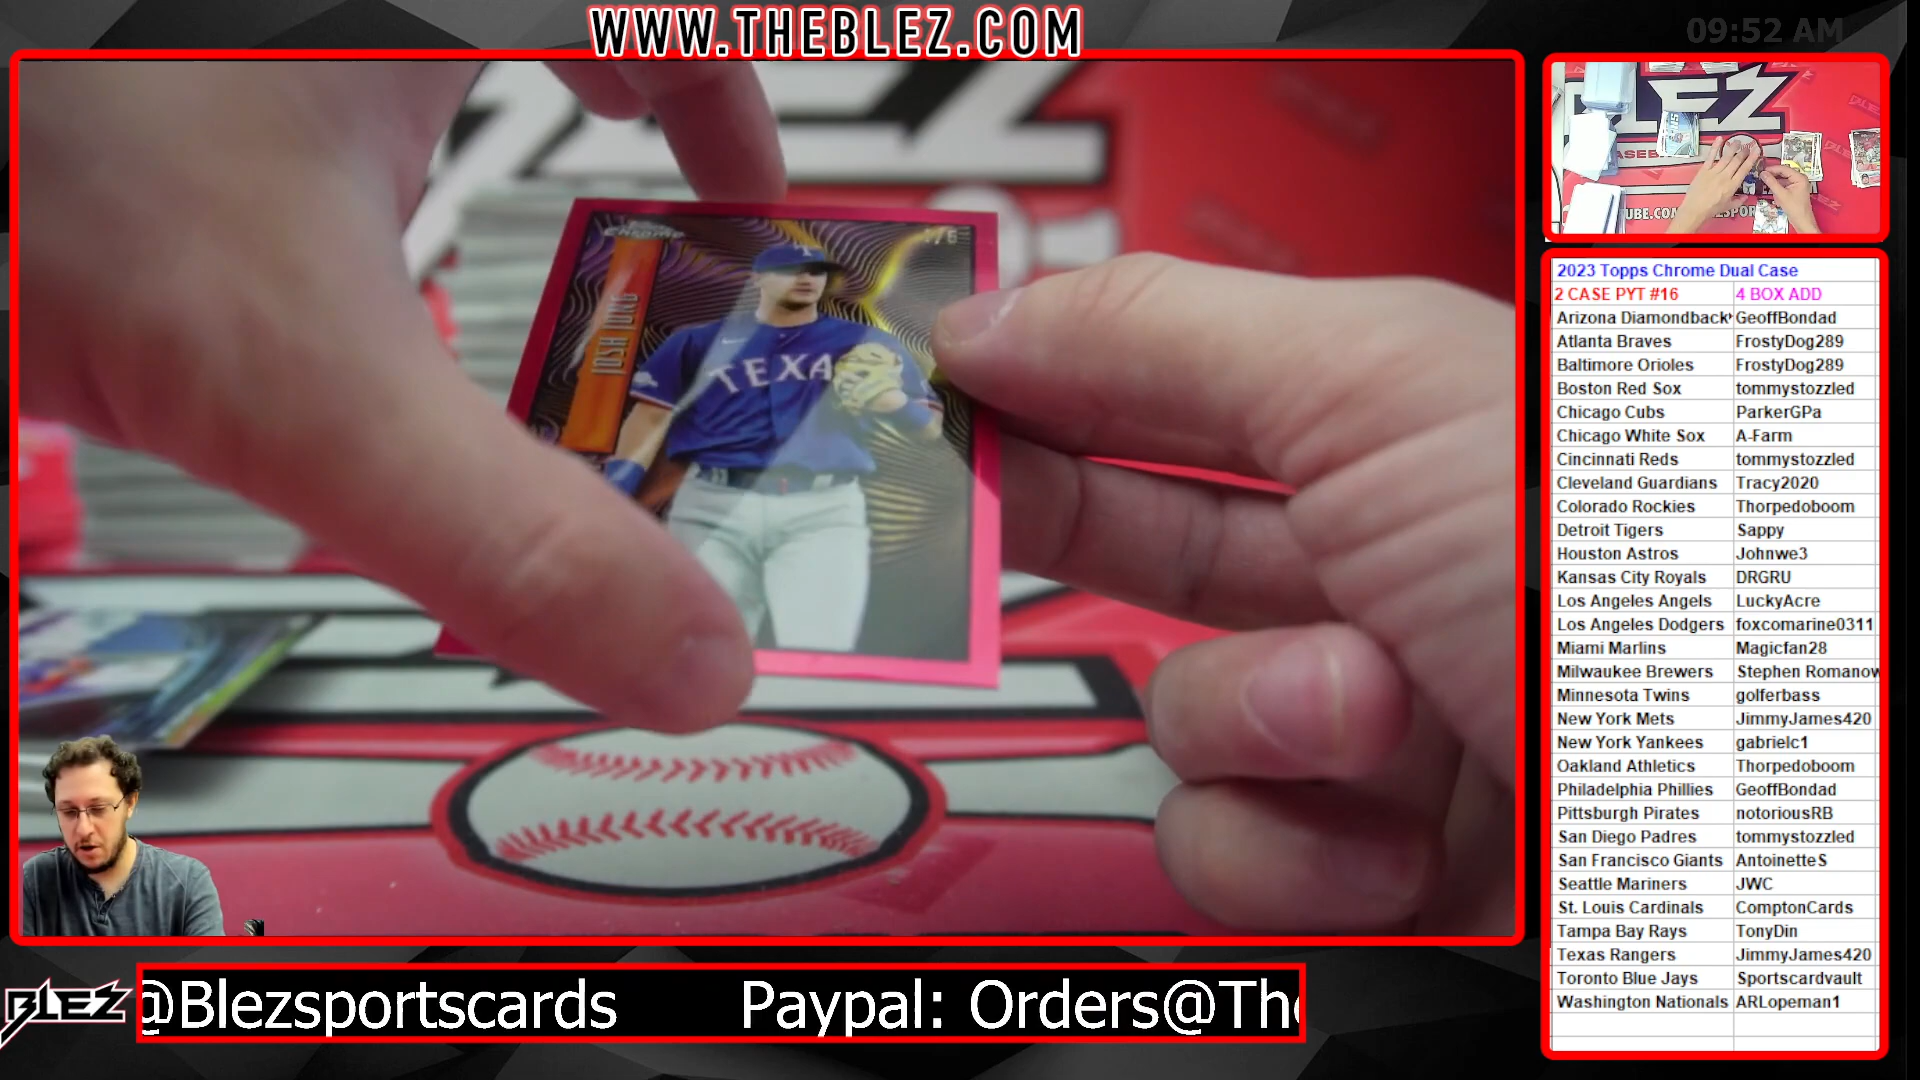 WWW.THEBLEZ.COM
09:52 AM
Chrome
JOSH JUNG
TEXA
2023 Topps Chrome Dual Case
2 CASE PYT #16 4 BOX ADD
Arizona Diamondback GeoffBondad
Atlanta Braves FrostyDog289
Baltimore Orioles FrostyDog289
Boston Red Sox tommystozzled
Chicago Cubs ParkerGPa
Chicago White Sox A-Farm
Cincinnati Reds tommystozzled
Cleveland Guardians Tracy2020
Colorado Rockies Thorpedoboom
Detroit Tigers Sappy
Houston Astros Johnwe3
Kansas City Royals DRGRU
Los Angeles Angels LuckyAcre
Los Angeles Dodgers foxcomarine0311
Miami Marlins Magicfan28
Milwaukee Brewers Stephen Romanow
Minnesota Twins golferbass
New York Mets JimmyJames420
New York Yankees gabrielc1
Oakland Athletics Thorpedoboom
Philadelphia Phillies GeoffBondad
Pittsburgh Pirates notoriousRB
San Diego Padres tommystozzled
San Francisco Giants AntoinetteS
Seattle Mariners JWC
St. Louis Cardinals ComptonCards
Tampa Bay Rays TonyDin
Texas Rangers JimmyJames420
Toronto Blue Jays Sportscardvault
Washington Nationals ARLopeman1
BLEZ
@Blezsportscards Paypal: Orders@The